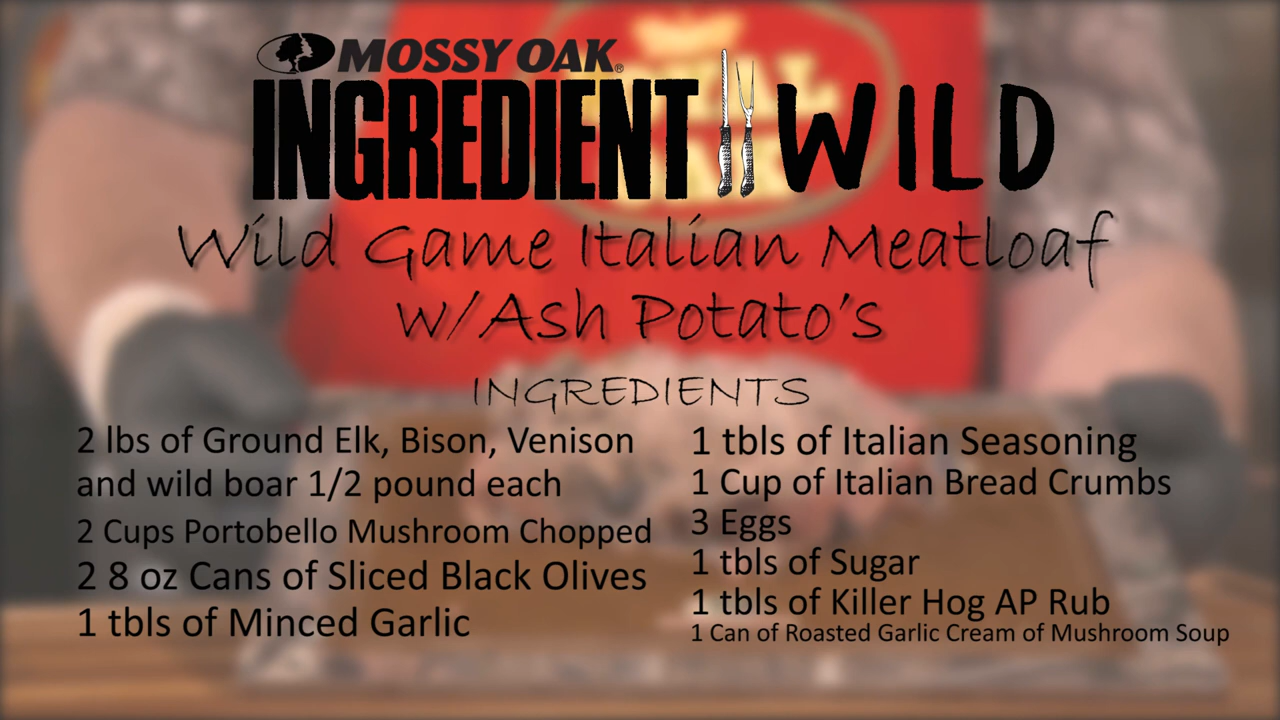 MOSSY OAK®
INGREDIENT WILD
Wild Game Italian Meatloaf
w/Ash Potato's
INGREDIENTS
2 lbs of Ground Elk, Bison, Venison
and wild boar 1/2 pound each
2 Cups Portobello Mushroom Chopped
2 8 oz Cans of Sliced Black Olives
1 tbls of Minced Garlic
1 tbls of Italian Seasoning
1 Cup of Italian Bread Crumbs
3 Eggs
1 tbls of Sugar
1 tbls of Killer Hog AP Rub
1 Can of Roasted Garlic Cream of Mushroom Soup